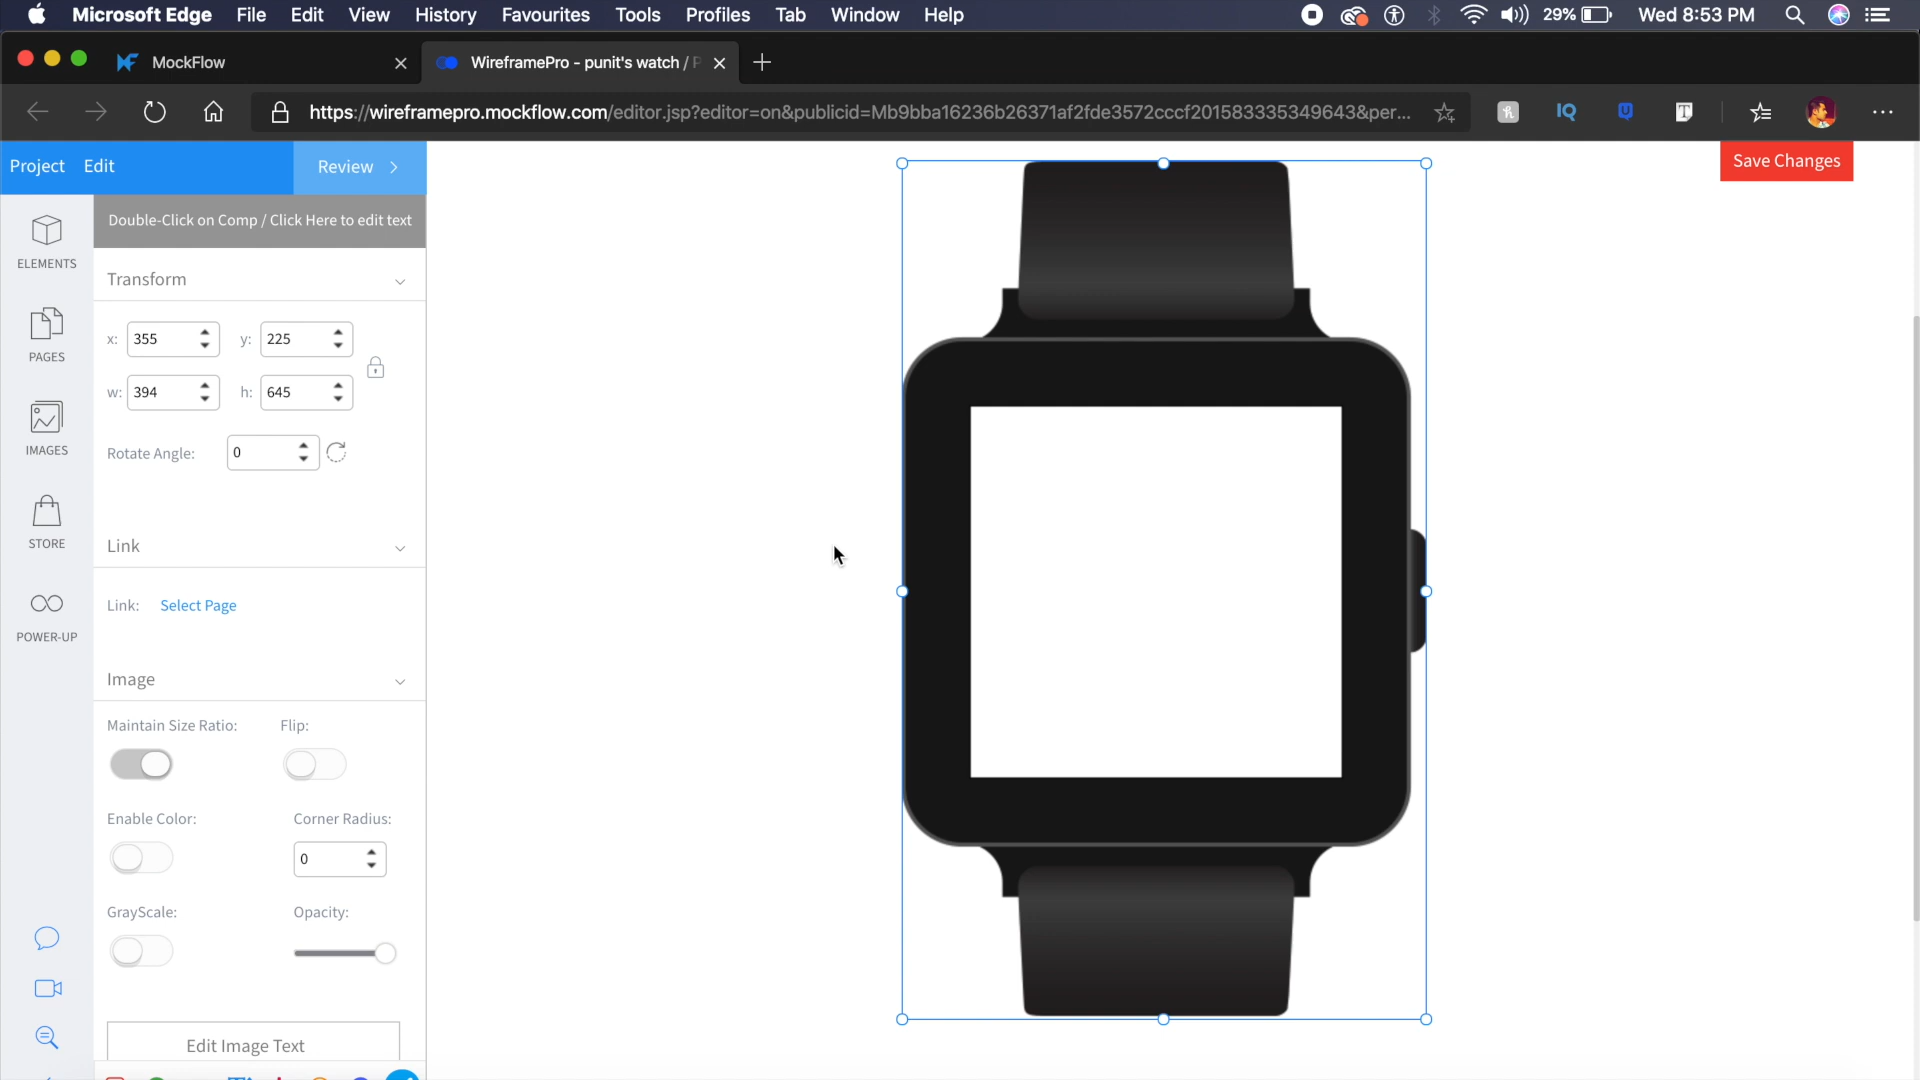 Microsoft Edge File Edit View History Favourites Tools Profiles Tab Window Help 29% Wed 8:53 PM
MockFlow WireframePro - punit's watch /
https://wireframepro.mockflow.com/editor.jsp?editor=on&publicid=Mb9bba16236b26371af2fde3572cccf201583335349643&per...
Project Edit Review Save Changes
Double-Click on Comp / Click Here to edit text
ELEMENTS
Transform
x: 355 y: 225
PAGES
w: 394 h: 645
IMAGES
Rotate Angle: 0
STORE
Link
Link: Select Page
POWER-UP
Image
Maintain Size Ratio: Flip:
Enable Color: Corner Radius:
0
GrayScale: Opacity:
Edit Image Text